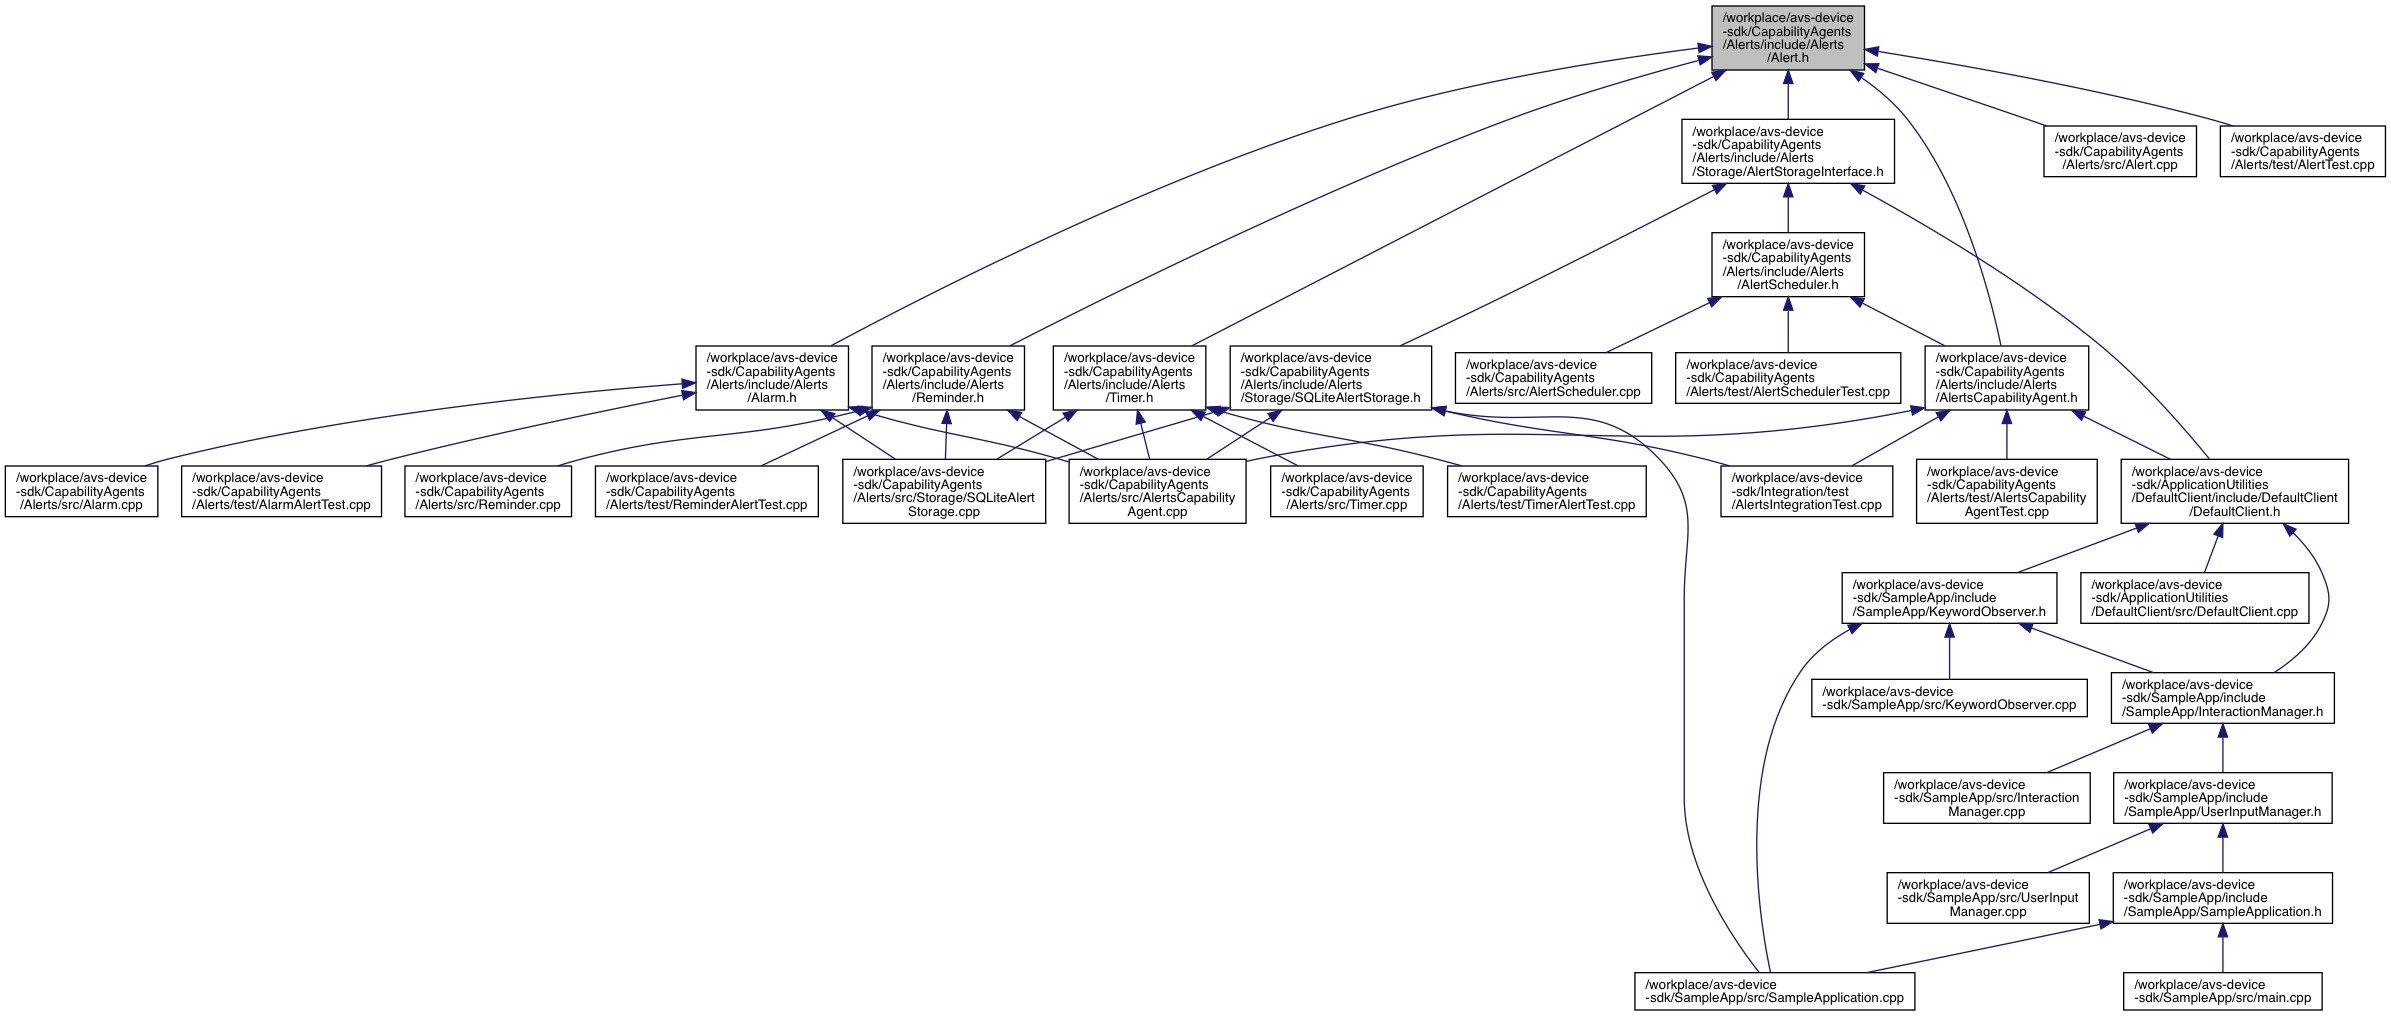 /workplace/avs-device
-sdk/CapabilityAgents
/Alerts/include/Alerts
/Alert.h
/workplace/avs-device
-sdk/CapabilityAgents
/Alerts/include/Alerts
/Storage/AlertStorageInterface.h
/workplace/avs-device
-sdk/CapabilityAgents
/Alerts/src/Alert.cpp
/workplace/avs-device
-sdk/CapabilityAgents
/Alerts/test/AlertTest.cpp
/workplace/avs-device
-sdk/CapabilityAgents
/Alerts/include/Alerts
/AlertScheduler.h
/workplace/avs-device
-sdk/CapabilityAgents
/Alerts/include/Alerts
/Alarm.h
/workplace/avs-device
-sdk/CapabilityAgents
/Alerts/include/Alerts
/Reminder.h
/workplace/avs-device
-sdk/CapabilityAgents
/Alerts/include/Alerts
/Timer.h
/workplace/avs-device
-sdk/CapabilityAgents
/Alerts/include/Alerts
/Storage/SQLiteAlertStorage.h
/workplace/avs-device
-sdk/CapabilityAgents
/Alerts/src/AlertScheduler.cpp
/workplace/avs-device
-sdk/CapabilityAgents
/Alerts/test/AlertSchedulerTest.cpp
/workplace/avs-device
-sdk/CapabilityAgents
/Alerts/include/Alerts
/AlertsCapabilityAgent.h
/workplace/avs-device
-sdk/CapabilityAgents
/Alerts/src/Alarm.cpp
/workplace/avs-device
-sdk/CapabilityAgents
/Alerts/test/AlarmAlertTest.cpp
/workplace/avs-device
-sdk/CapabilityAgents
/Alerts/src/Reminder.cpp
/workplace/avs-device
-sdk/CapabilityAgents
/Alerts/test/ReminderAlertTest.cpp
/workplace/avs-device
-sdk/CapabilityAgents
/Alerts/src/Storage/SQLiteAlert
Storage.cpp
/workplace/avs-device
-sdk/CapabilityAgents
/Alerts/src/AlertsCapability
Agent.cpp
/workplace/avs-device
-sdk/CapabilityAgents
/Alerts/src/Timer.cpp
/workplace/avs-device
-sdk/CapabilityAgents
/Alerts/test/TimerAlertTest.cpp
/workplace/avs-device
-sdk/Integration/test
/AlertsIntegrationTest.cpp
/workplace/avs-device
-sdk/CapabilityAgents
/Alerts/test/AlertsCapability
AgentTest.cpp
/workplace/avs-device
-sdk/ApplicationUtilities
/DefaultClient/include/DefaultClient
/DefaultClient.h
/workplace/avs-device
-sdk/SampleApp/include
/SampleApp/KeywordObserver.h
/workplace/avs-device
-sdk/ApplicationUtilities
/DefaultClient/src/DefaultClient.cpp
/workplace/avs-device
-sdk/SampleApp/src/KeywordObserver.cpp
/workplace/avs-device
-sdk/SampleApp/include
/SampleApp/InteractionManager.h
/workplace/avs-device
-sdk/SampleApp/src/Interaction
Manager.cpp
/workplace/avs-device
-sdk/SampleApp/include
/SampleApp/UserInputManager.h
/workplace/avs-device
-sdk/SampleApp/src/UserInput
Manager.cpp
/workplace/avs-device
-sdk/SampleApp/include
/SampleApp/SampleApplication.h
/workplace/avs-device
-sdk/SampleApp/src/SampleApplication.cpp
/workplace/avs-device
-sdk/SampleApp/src/main.cpp